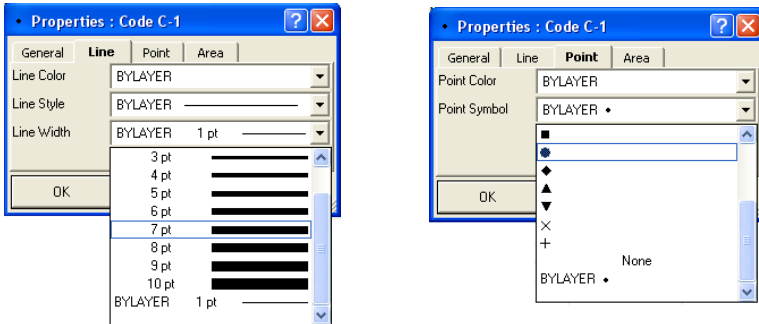 Properties : Code C-1
General Line Point Area
Line Color BYLAYER
Line Style BYLAYER
Line Width BYLAYER 1 pt
3 pt
4 pt
5 pt
6 pt
7 pt
8 pt
9 pt
10 pt
BYLAYER 1 pt
OK
Properties : Code C-1
General Line Point Area
Point Color BYLAYER
Point Symbol BYLAYER
None
BYLAYER
OK